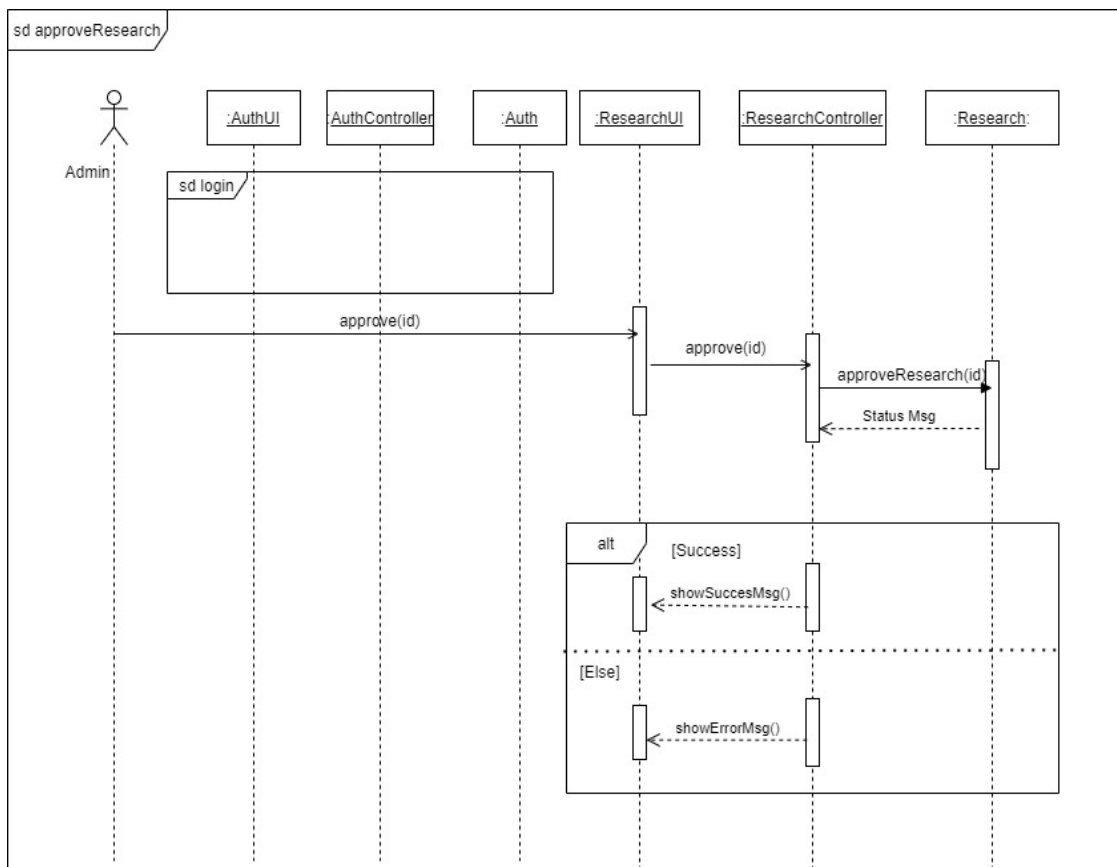 sd approveResearch
:AuthUI
:AuthController
:Auth
:ResearchUI
:ResearchController
:Research:
Admin
sd login
approve(id)
approve(id)
approveResearch(id)
Status Msg
alt
[Success]
showSuccesMsg()
[Else]
showErrorMsg()